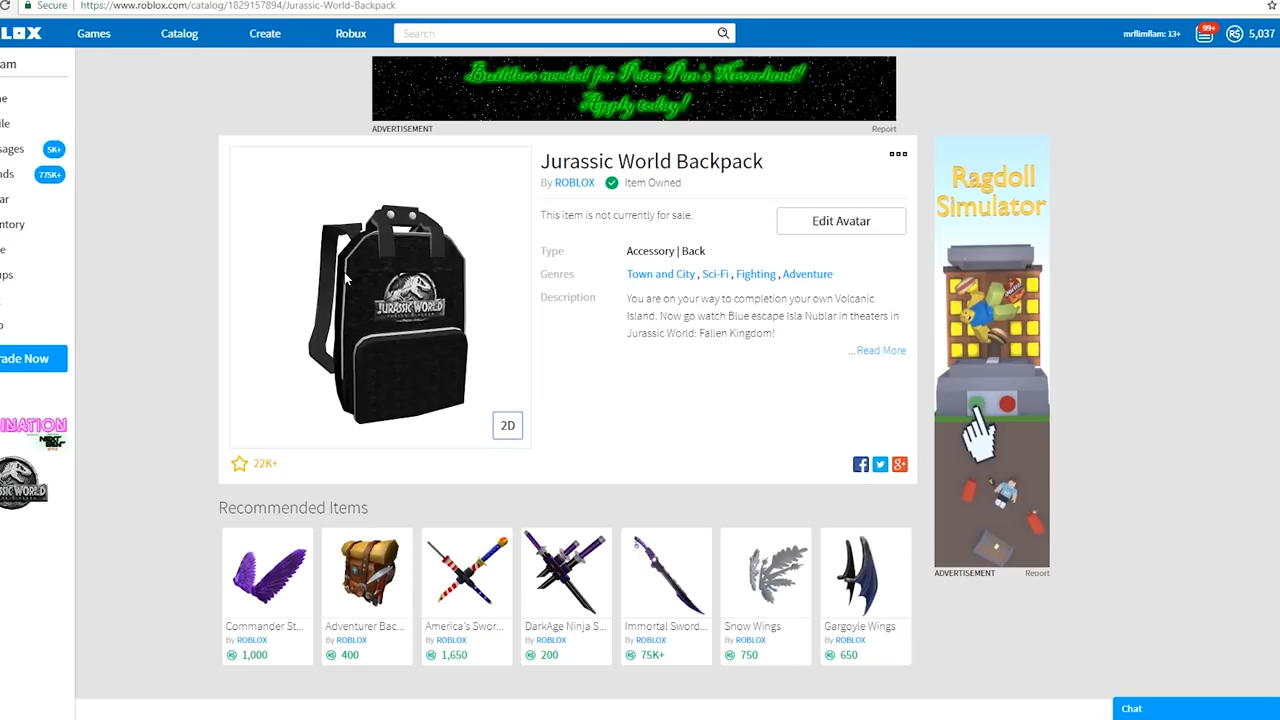 Secure
https://www.roblox.com/catalog/1829157894/Jurassic-World-Backpack
BLOX
Games
Catalog
Create
Robux
Search
mrflimflam: 13+
99+
5,037
am
me
ile
sages
5K+
nds
775K+
ar
ntory
e
ups
o
rade Now
INATION
NEXT GEN
JURASSIC WORLD
Builders needed for Peter Pan's Neverland!
Apply today!
ADVERTISEMENT
Report
JURASSIC WORLD
2D
22K+
Jurassic World Backpack
By ROBLOX
Item Owned
This item is not currently for sale.
Edit Avatar
Type
Accessory | Back
Genres
Town and City , Sci-Fi , Fighting , Adventure
Description
You are on your way to completion your own Volcanic
Island. Now go watch Blue escape Isla Nublar in theaters in
Jurassic World: Fallen Kingdom!
...Read More
Ragdoll
Simulator
ADVERTISEMENT
Report
Recommended Items
Commander St...
By ROBLOX
1,000
Adventurer Bac...
By ROBLOX
400
America's Swor...
By ROBLOX
1,650
DarkAge Ninja S...
By ROBLOX
200
Immortal Sword...
By ROBLOX
75K+
Snow Wings
By ROBLOX
750
Gargoyle Wings
By ROBLOX
650
Chat